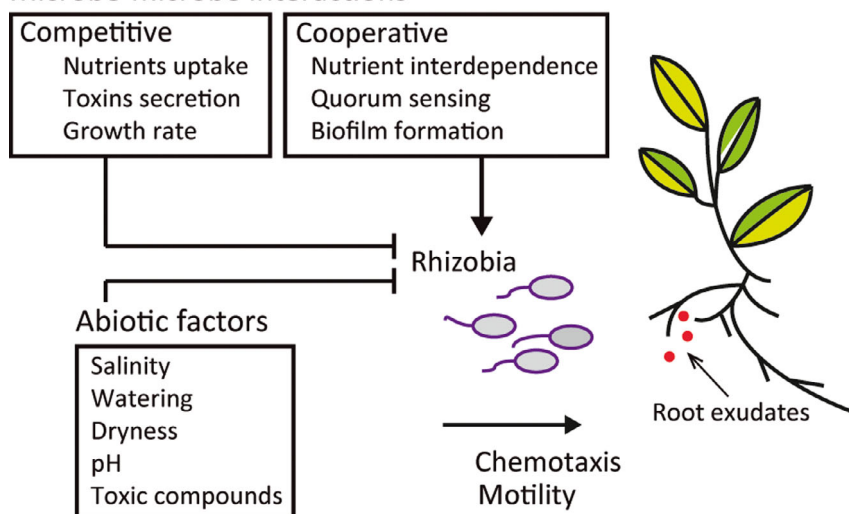 Competitive
Nutrients uptake
Toxins secretion
Growth rate
Cooperative
Nutrient interdependence
Quorum sensing
Biofilm formation
Rhizobia
Abiotic factors
Salinity
Watering
Dryness
pH
Toxic compounds
Chemotaxis
Motility
Root exudates